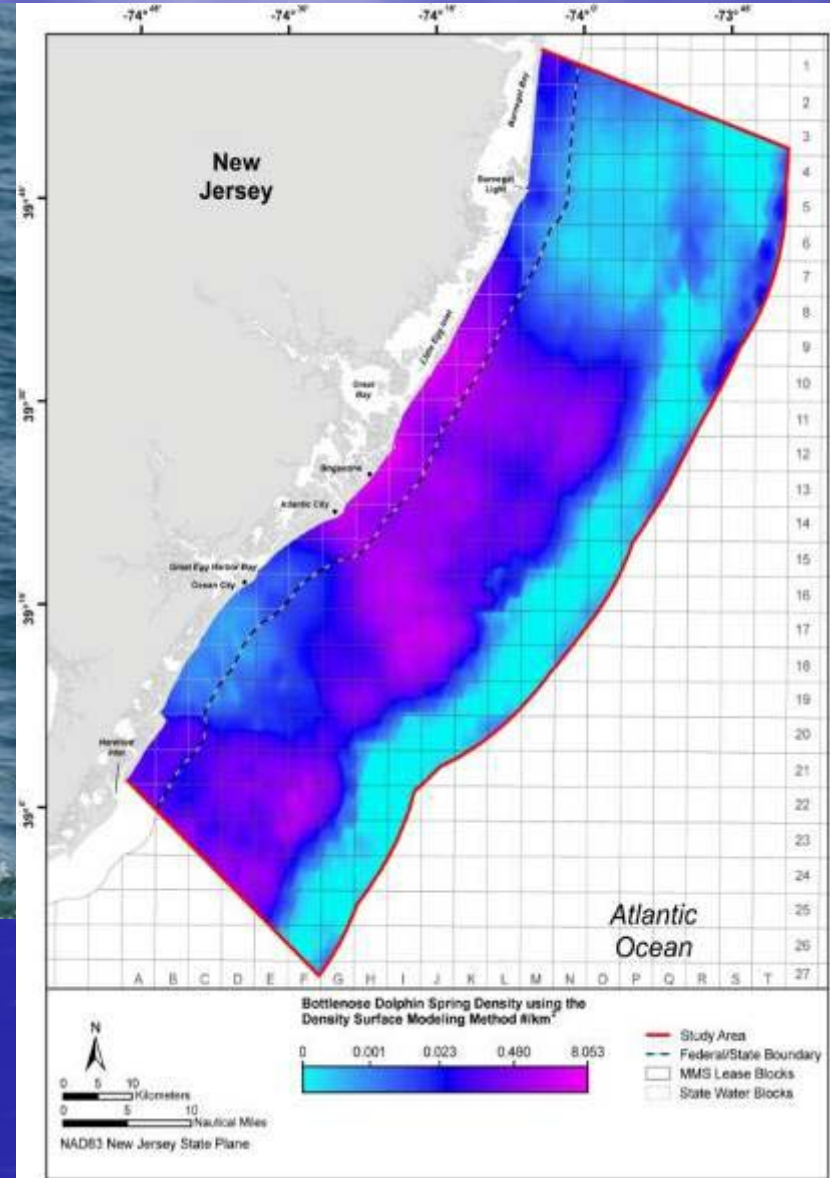 -74° 45'
-74° 30'
-74° 15'
-74° 0'
-73° 45'
1
2
3
4
5
6
7
8
9
10
11
12
13
14
15
16
17
18
19
20
21
22
23
24
25
26
27
New
Jersey
Barnegat Bay
Barnegat
Light
39° 45'
Little Egg Inlet
Great
Bay
39° 30'
Brigantine
Atlantic City
Great Egg Harbor Bay
Ocean City
39° 15'
Hereford
Inlet
39° 0'
Atlantic
Ocean
A B C D E F G H I J K L M N O P Q R S T
Bottlenose Dolphin Spring Density using the
Density Surface Modeling Method #/km²
0 0.001 0.023 0.480 8.053
N
0 5 10
Kilometers
0 5 10
Nautical Miles
NAD83 New Jersey State Plane
Study Area
Federal/State Boundary
MMS Lease Blocks
State Water Blocks